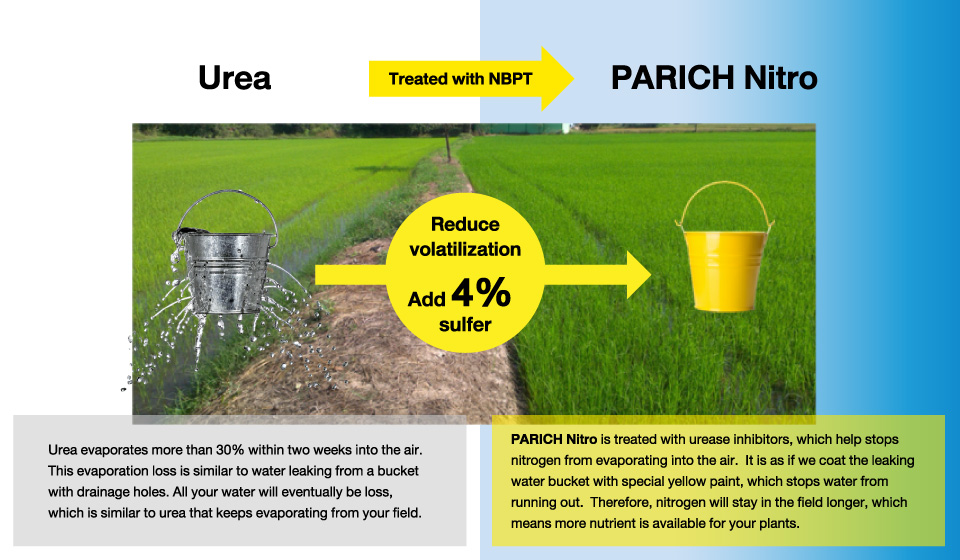 Urea
Treated with NBPT
PARICH Nitro
Reduce
volatilization
Add 4%
sulfer
Urea evaporates more than 30% within two weeks into the air.
This evaporation loss is similar to water leaking from a bucket
with drainage holes. All your water will eventually be loss,
which is similar to urea that keeps evaporating from your field.
PARICH Nitro is treated with urease inhibitors, which help stops
nitrogen from evaporating into the air. It is as if we coat the leaking
water bucket with special yellow paint, which stops water from
running out. Therefore, nitrogen will stay in the field longer, which
means more nutrient is available for your plants.